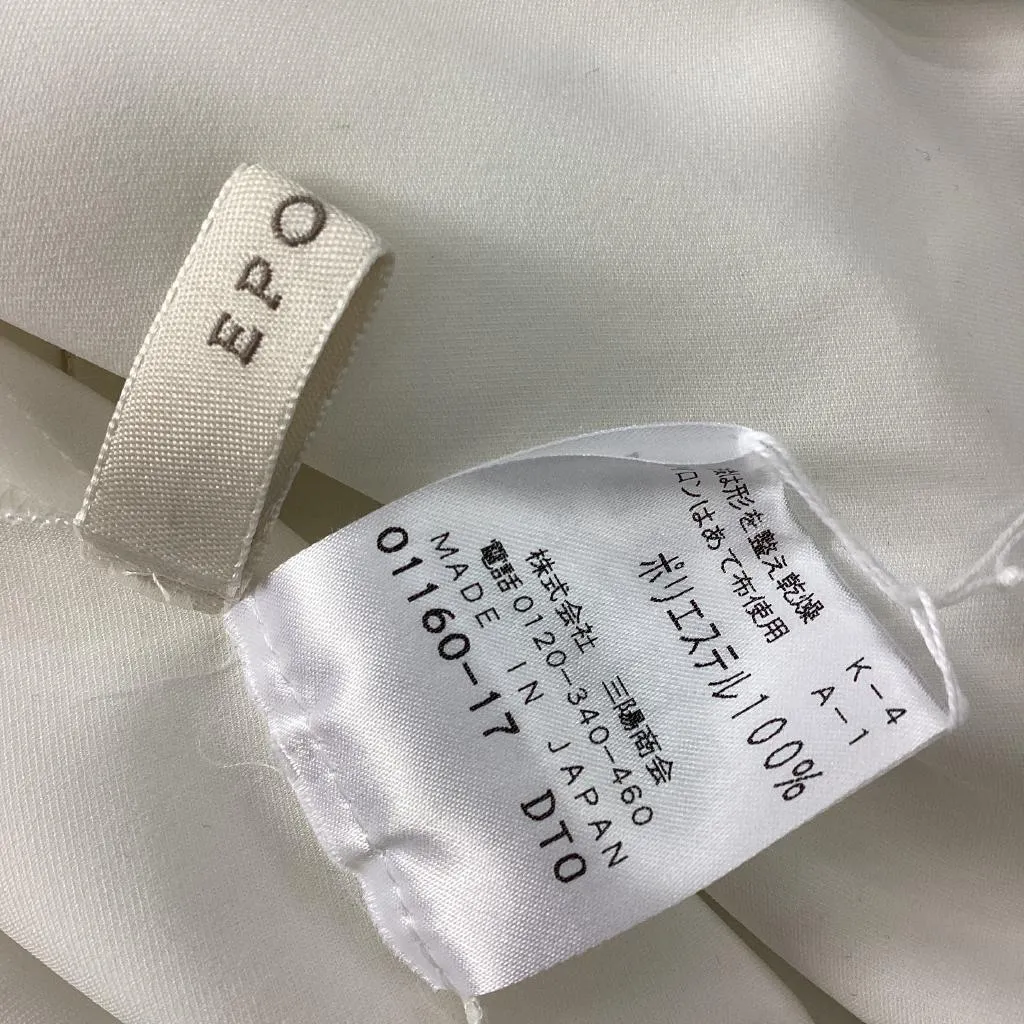 EPO
は形を整え乾燥
ロンはあて布使用
ポリエステル100%
K-4
A-1
株式会社 三陽商会
電話0120-340-460
MADE IN JAPAN
01160-17 DTO